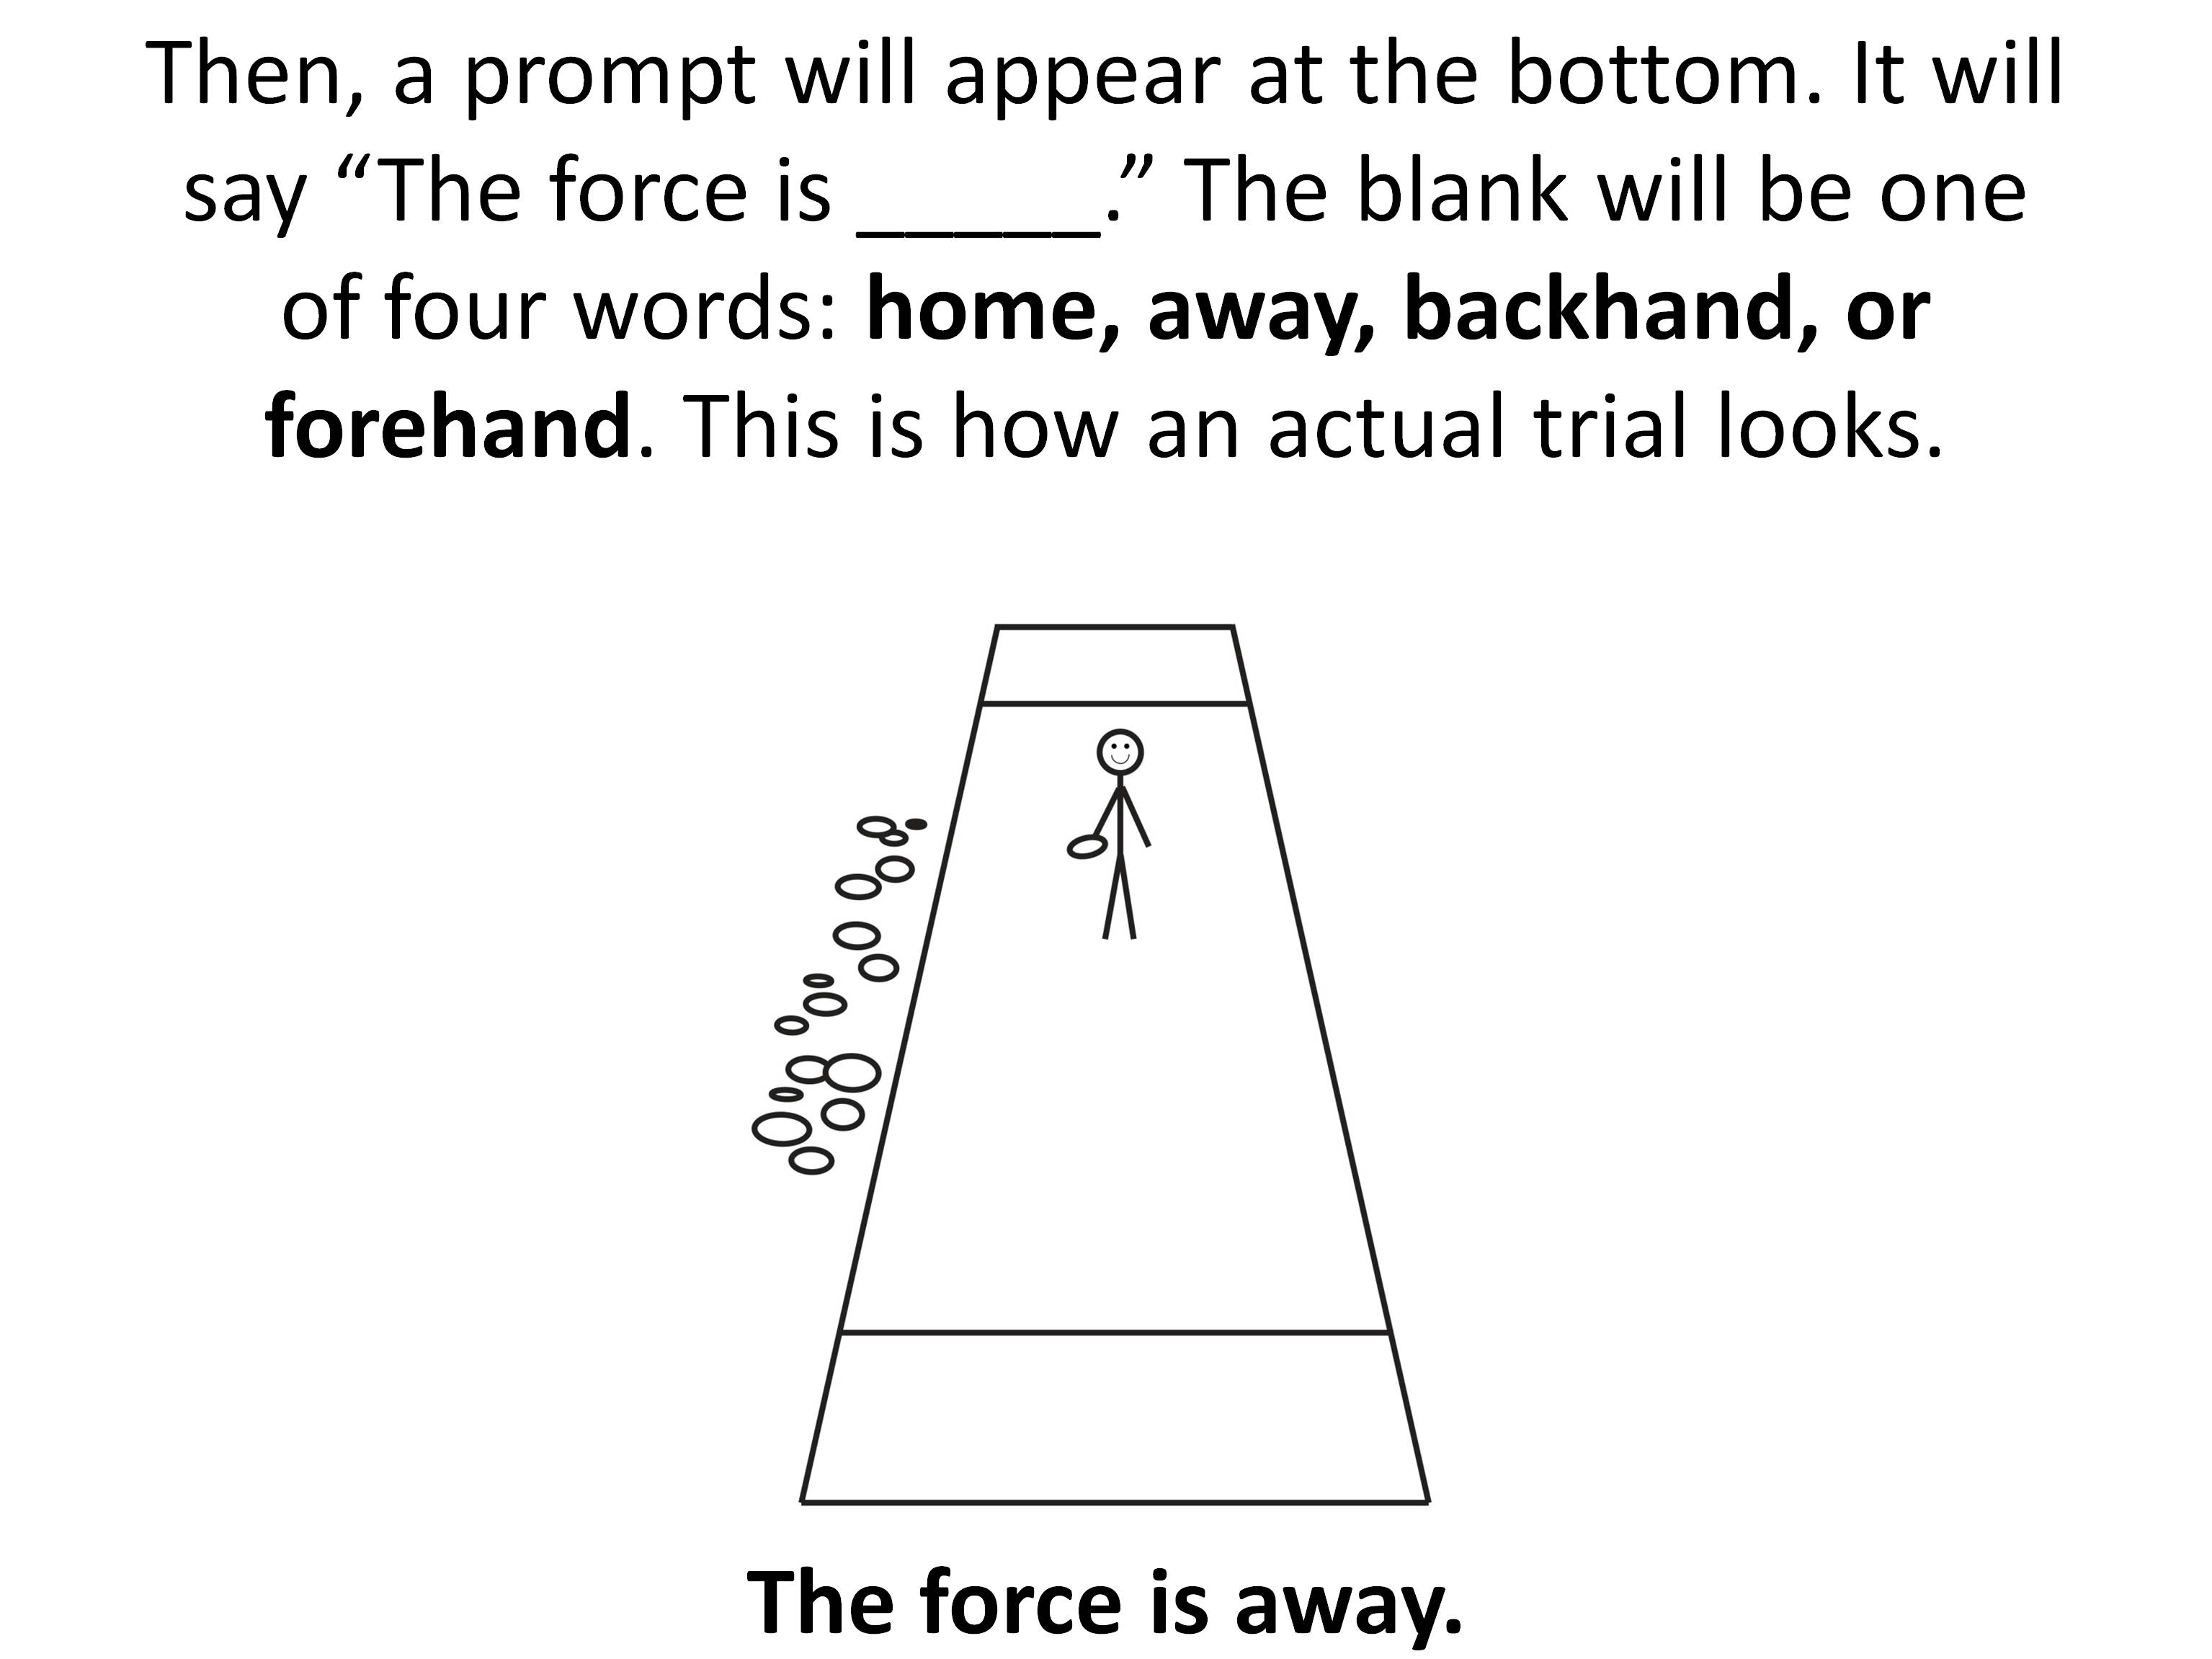 Then, a prompt will appear at the bottom. It will
say “The force is ______.” The blank will be one
of four words: home, away, backhand, or
forehand. This is how an actual trial looks.
The force is away.